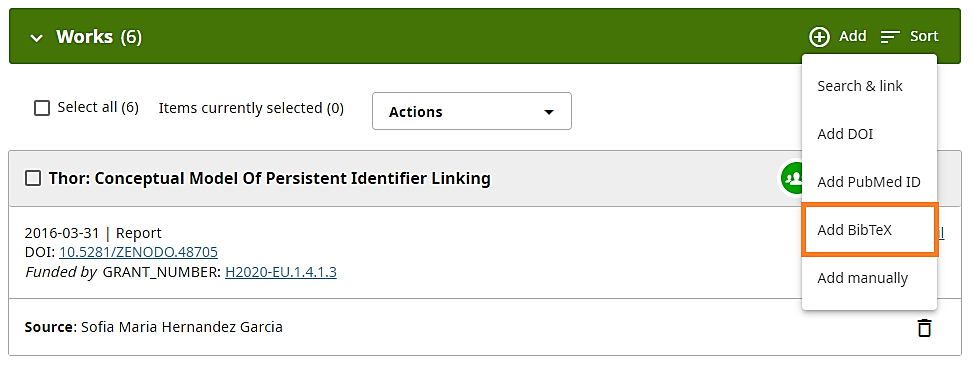 Works (6)
Add
Sort
Search & link
Add DOI
Add PubMed ID
Add BibTeX
Add manually
Select all (6)
Items currently selected (0)
Actions
Thor: Conceptual Model Of Persistent Identifier Linking
2016-03-31 | Report
DOI: 10.5281/ZENODO.48705
Funded by GRANT_NUMBER: H2020-EU.1.4.1.3
Source: Sofia Maria Hernandez Garcia